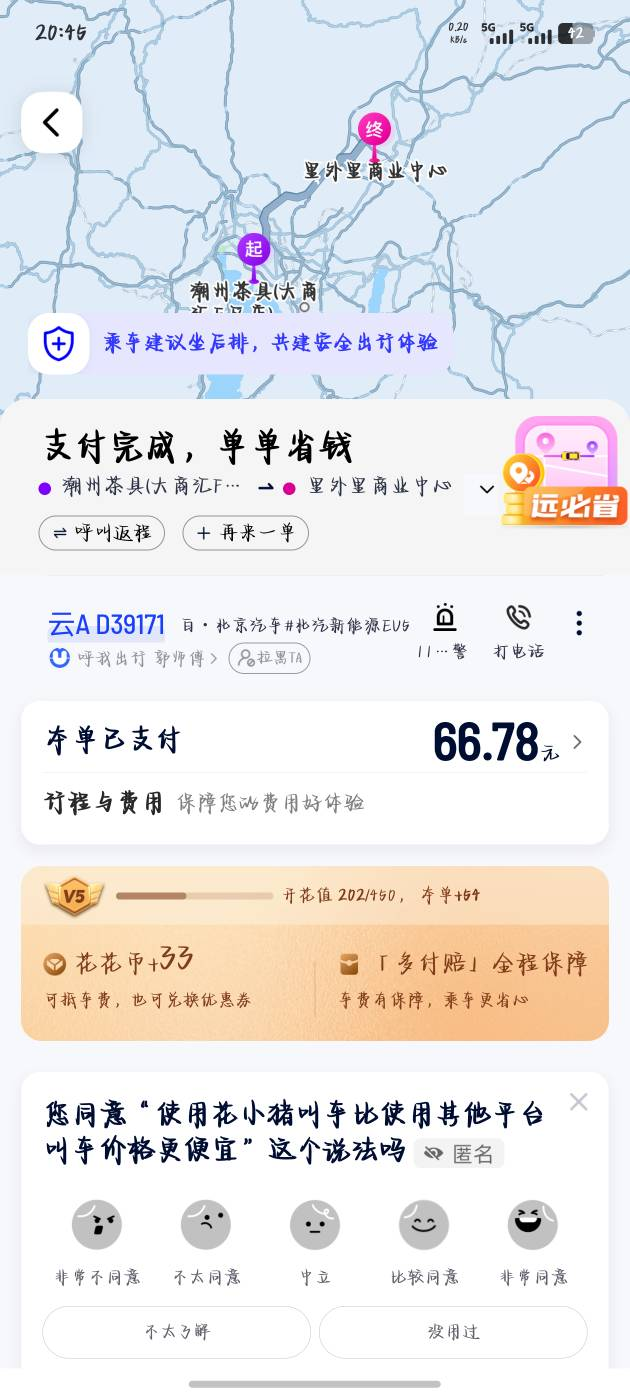 20:45
0.20 KB/s 5G 5G 42
终
里外里商业中心
起
潮州茶具(大商
乘车建议坐后排，共建安全出行体验
支付完成，单单省钱
潮州茶具(大商汇F… → 里外里商业中心
远必省
⇌ 呼叫返程 + 再来一单
云A D39171 白·北京汽车#北汽新能源EU5
呼我出行 郭师傅 > 拉黑TA
11…警 打电话
本单已支付 66.78元 >
行程与费用 保障您的费用好体验
V5 开花值 202/450， 本单+54
花花币+33 「多付赔」全程保障
可抵车费，也可兑换优惠券 车费有保障，乘车更省心
您同意“使用花小猪叫车比使用其他平台
叫车价格更便宜”这个说法吗 匿名
非常不同意 不太同意 中立 比较同意 非常同意
不太了解 没用过